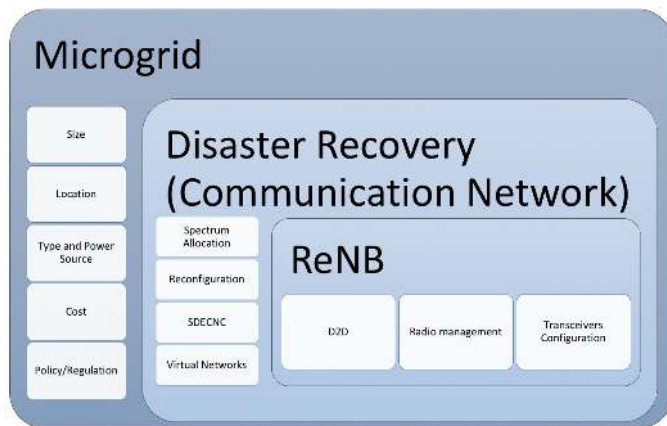 Microgrid
Size
Location
Type and Power
Source
Cost
Policy/Regulation
Disaster Recovery
(Communication Network)
Spectrum
Allocation
Reconfiguration
SDECNC
Virtual Networks
ReNB
D2D
Radio management
Transceivers
Configuration